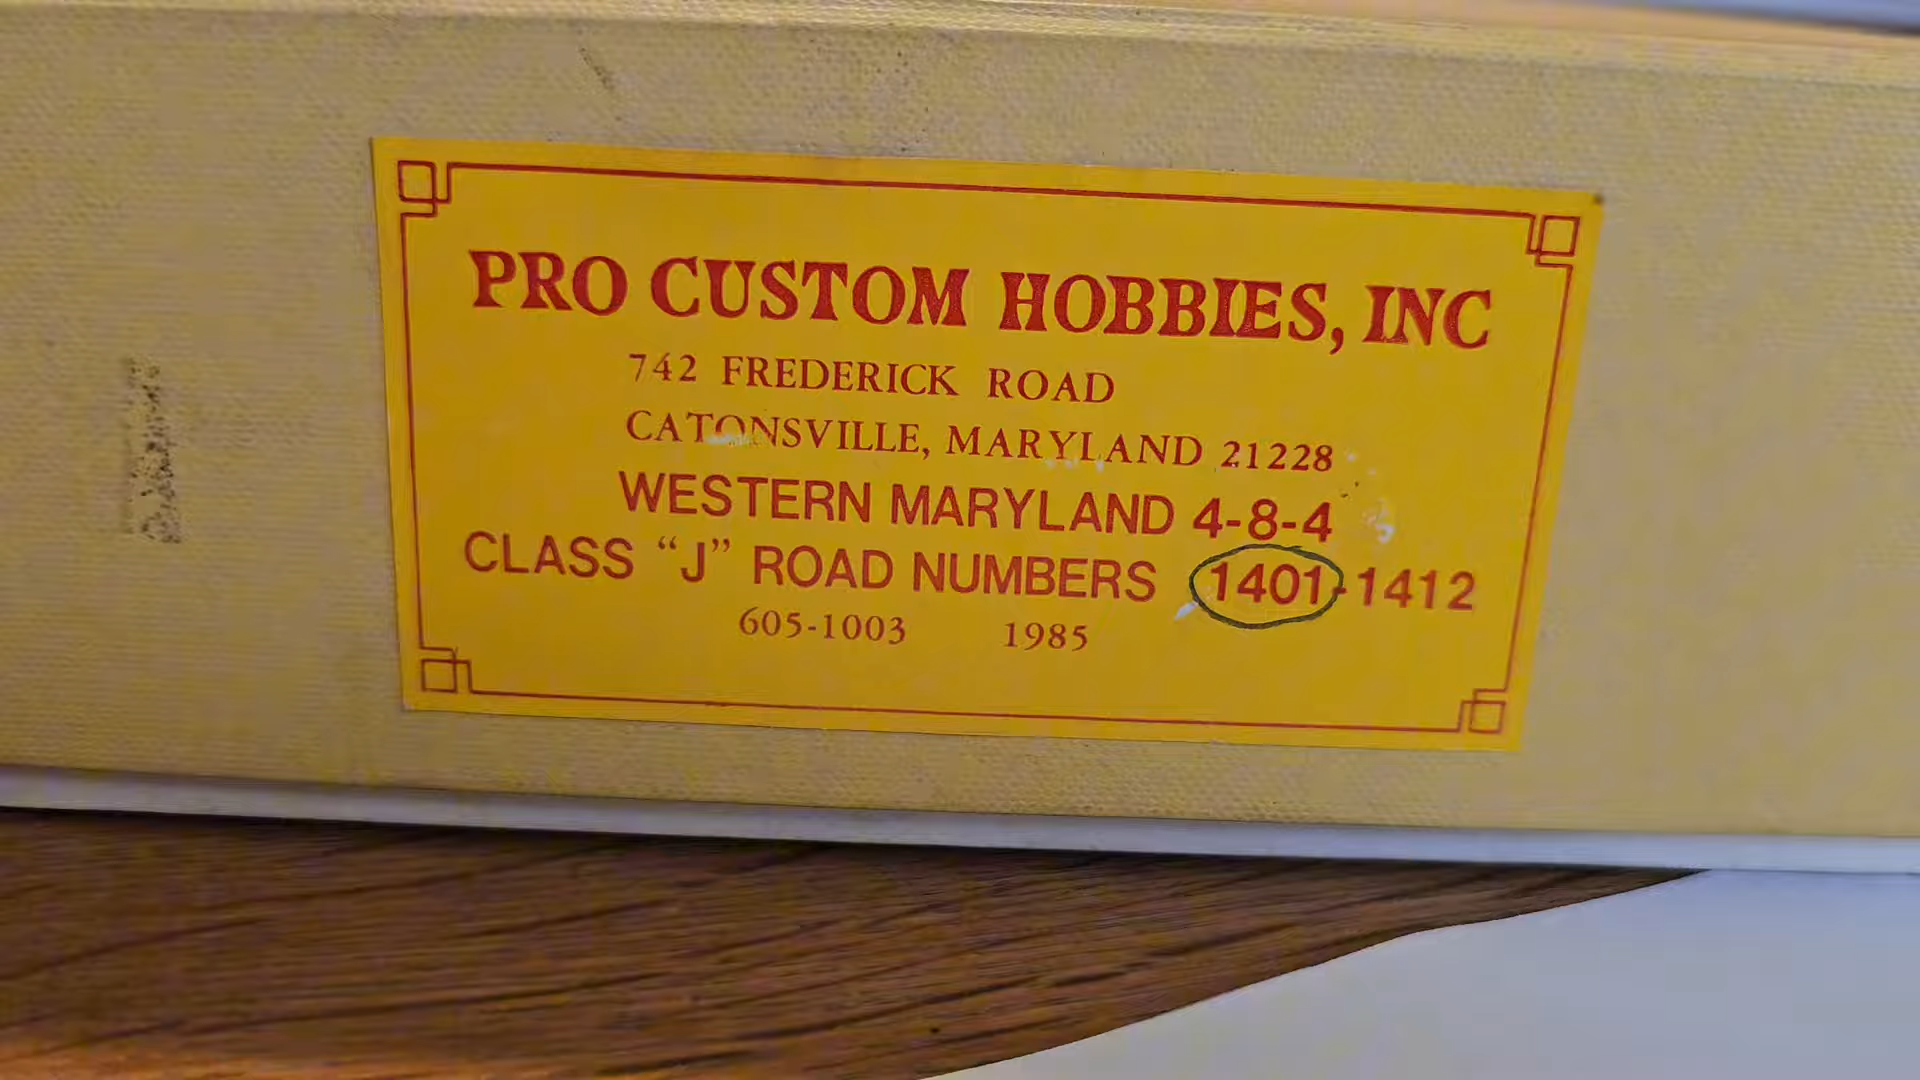 PRO CUSTOM HOBBIES, INC
742 FREDERICK ROAD
CATONSVILLE, MARYLAND 21228
WESTERN MARYLAND 4-8-4
CLASS “J” ROAD NUMBERS 1401-1412
605-1003 1985